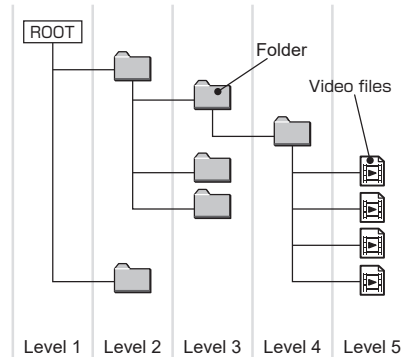 ROOT
Folder
Video files
Level 1
Level 2
Level 3
Level 4
Level 5